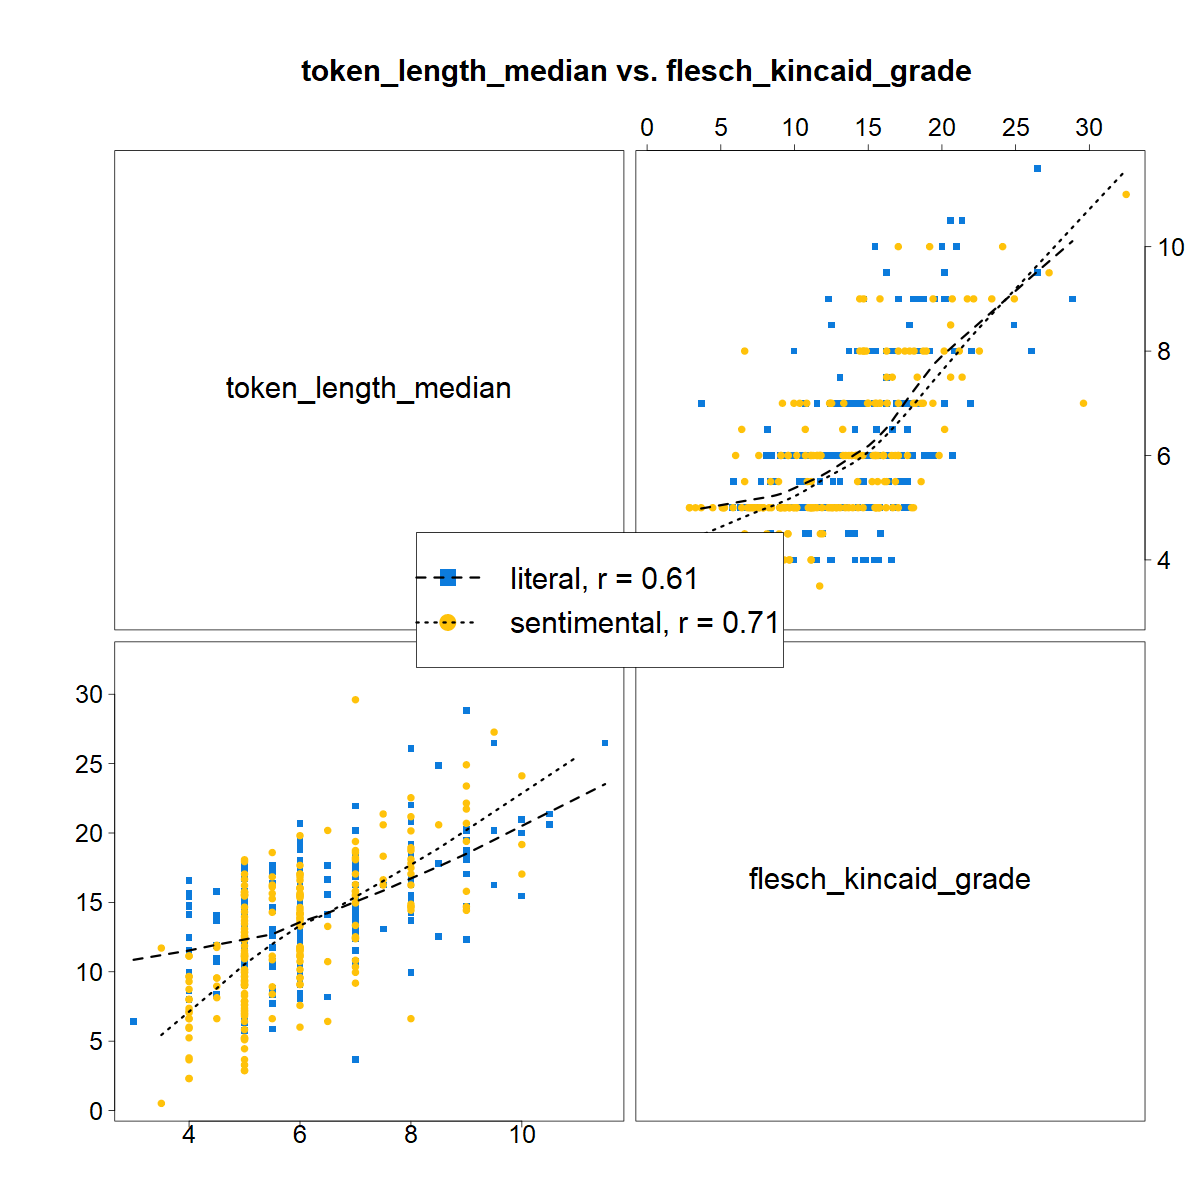 token_length_median vs. flesch_kincaid_grade
0 5 10 15 20 25 30
token_length_median
10
8
6
4
literal, r = 0.61
sentimental, r = 0.71
30
25
20
15
10
5
0
flesch_kincaid_grade
4 6 8 10